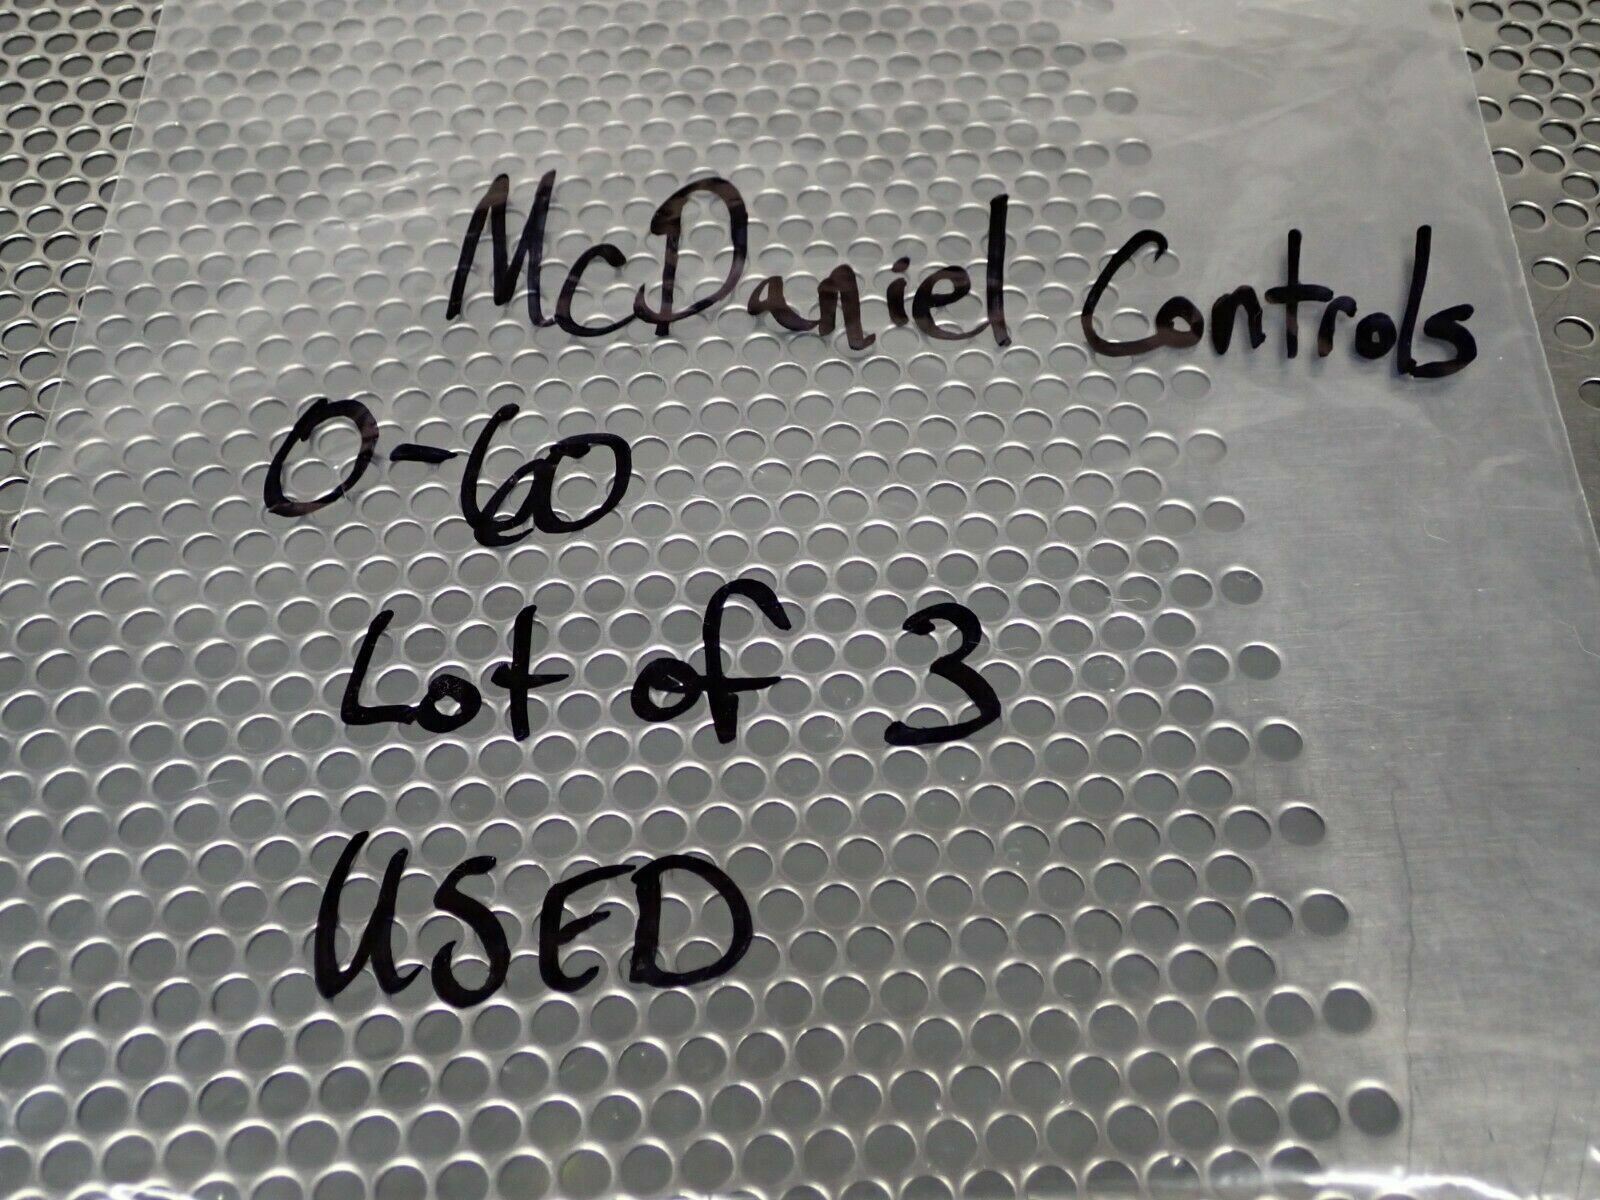 McDaniel Controls
0-60
Lot of 3
USED